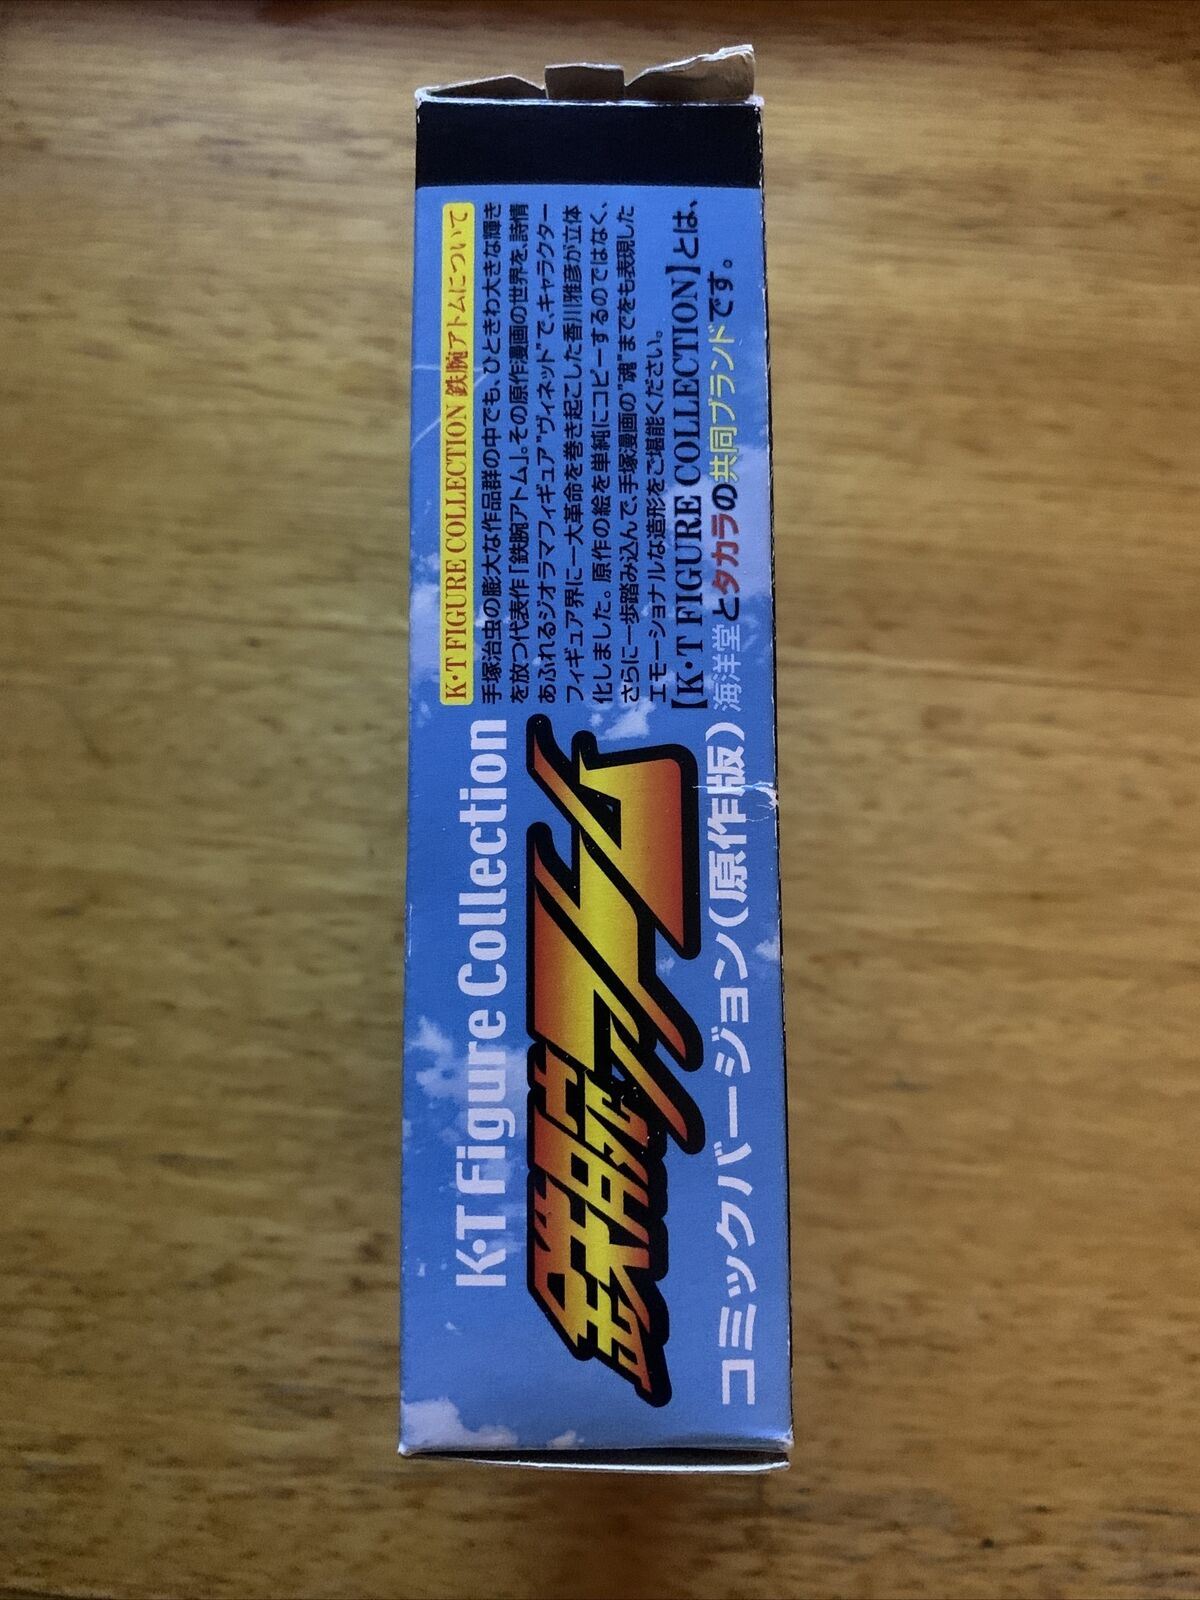 K・T Figure Collection
鉄腕アトム
コミックバージョン(原作版)
K・T FIGURE COLLECTION 鉄腕アトムについて
手塚治虫の膨大な作品群の中でも、ひときわ大きな輝き
を放つ代表作「鉄腕アトム」。その原作漫画の世界を、詩情
あふれるジオラマフィギュア"ヴィネット"で、キャラクター
フィギュア界に一大革命を巻き起こした香川雅彦が立体
化しました。原作の絵を単純にコピーするのではなく、
さらに一歩踏み込んで、手塚漫画の"魂"までをも表現した
エモーショナルな造形をご堪能ください。
【K・T FIGURE COLLECTION】とは、
海洋堂とタカラの共同ブランドです。